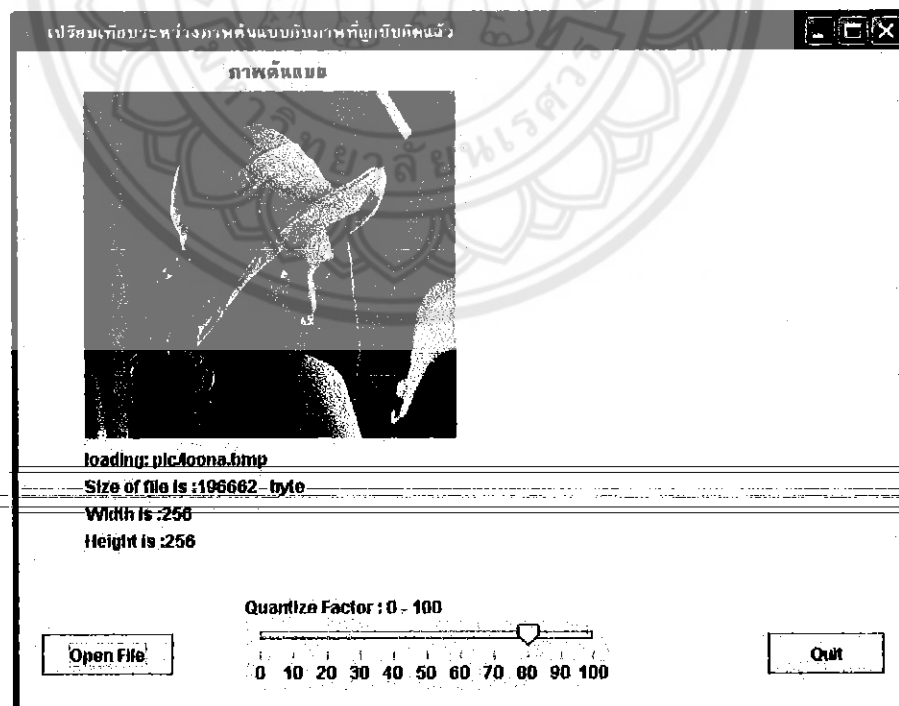 เปรียบเทียบระหว่างภาพต้นแบบกับภาพที่ถูกบีบอัดแล้ว
ภาพต้นแบบ
loading: pic/loona.bmp
Size of file is :196662 byte
Width is :256
Height is :256
Quantize Factor : 0 - 100
Open File
0 10 20 30 40 50 60 70 80 90 100
Quit